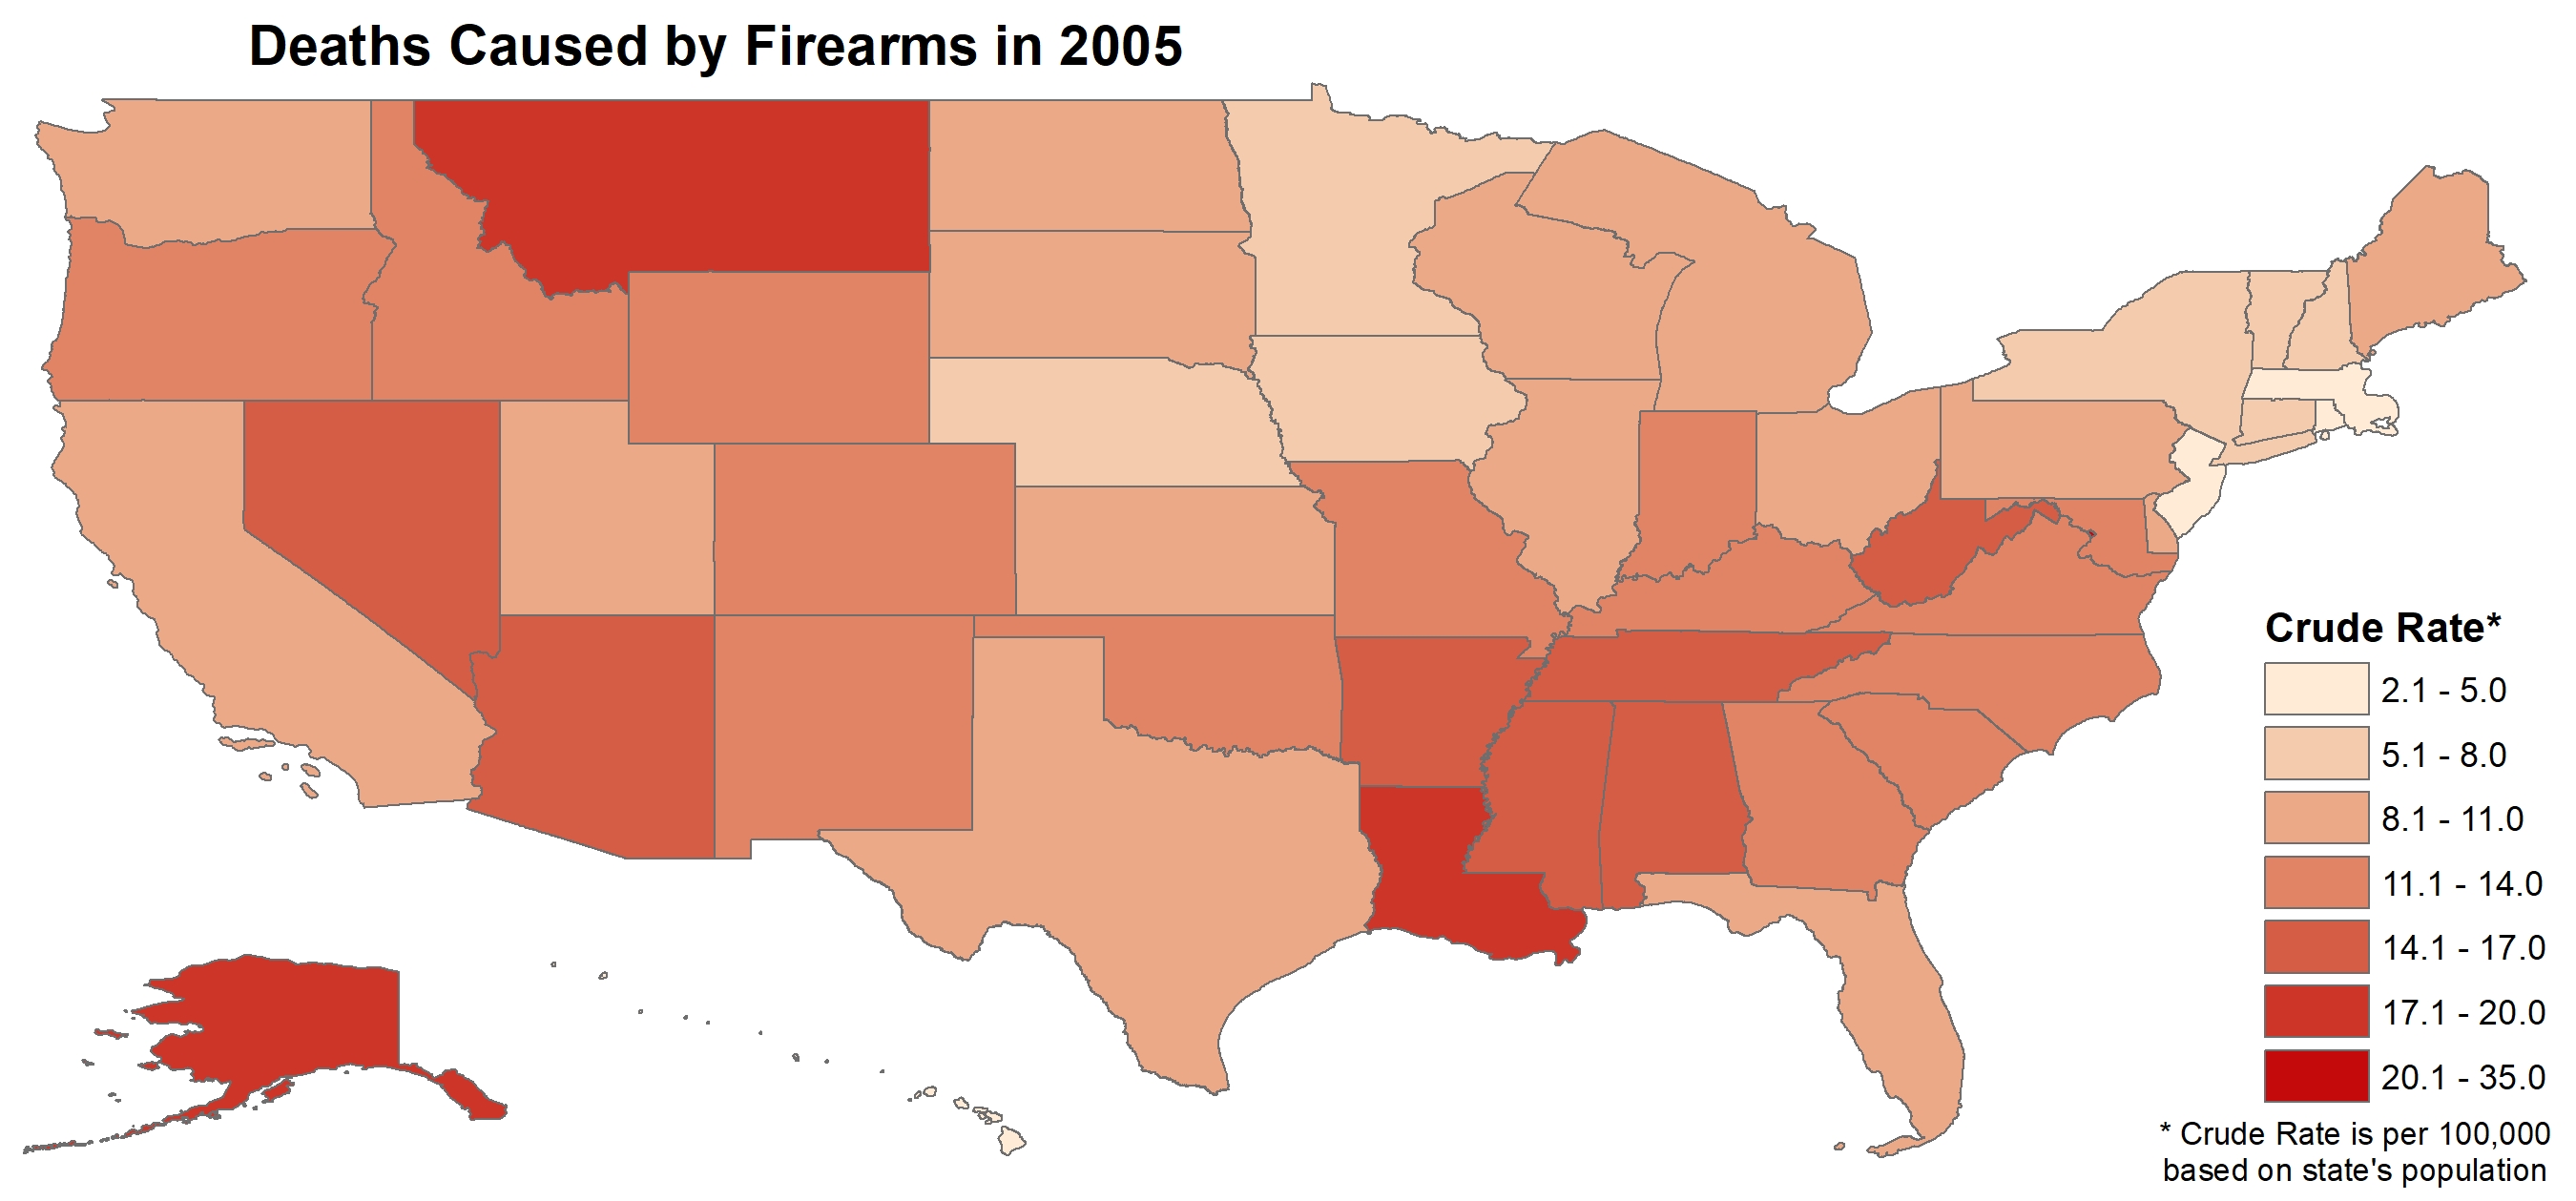 Deaths Caused by Firearms in 2005
Crude Rate*
2.1 - 5.0
5.1 - 8.0
8.1 - 11.0
11.1 - 14.0
14.1 - 17.0
17.1 - 20.0
20.1 - 35.0
* Crude Rate is per 100,000
based on state's population